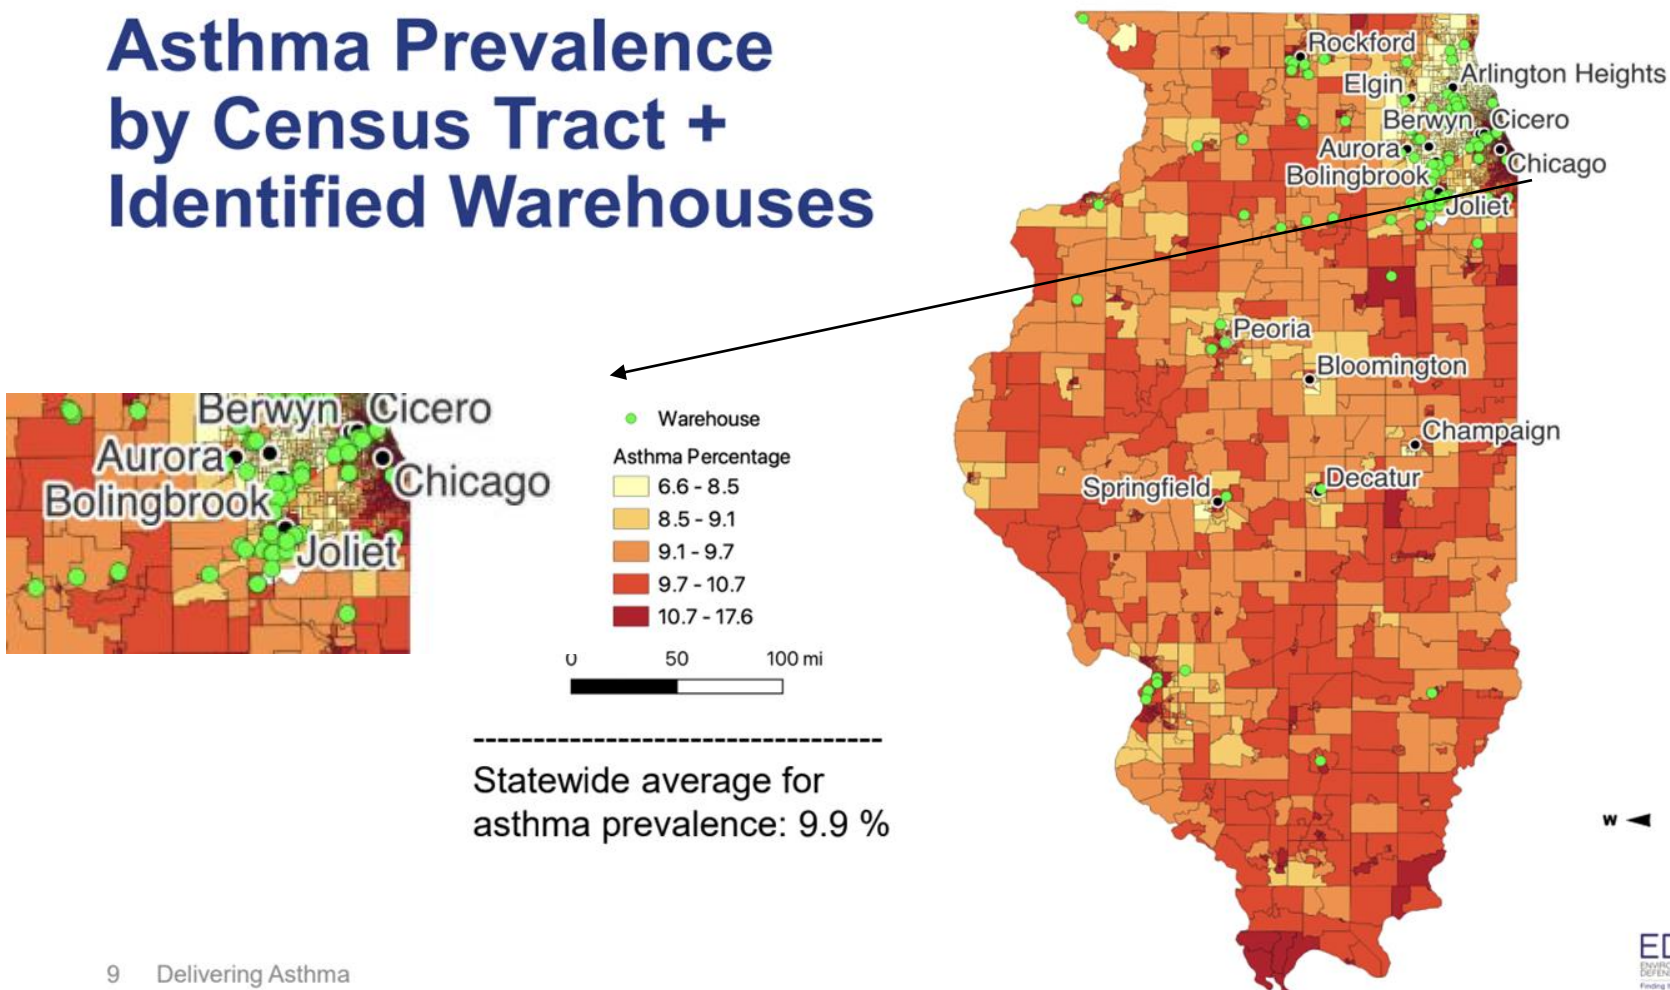 Asthma Prevalence
by Census Tract +
Identified Warehouses
Rockford
Elgin
Arlington Heights
Berwyn
Cicero
Aurora
Chicago
Bolingbrook
Joliet
Peoria
Bloomington
Champaign
Springfield
Decatur
Berwyn
Cicero
Aurora
Chicago
Bolingbrook
Joliet
Warehouse
Asthma Percentage
6.6 - 8.5
8.5 - 9.1
9.1 - 9.7
9.7 - 10.7
10.7 - 17.6
0 50 100 mi
----------------------------------
Statewide average for
asthma prevalence: 9.9 %
W
9 Delivering Asthma